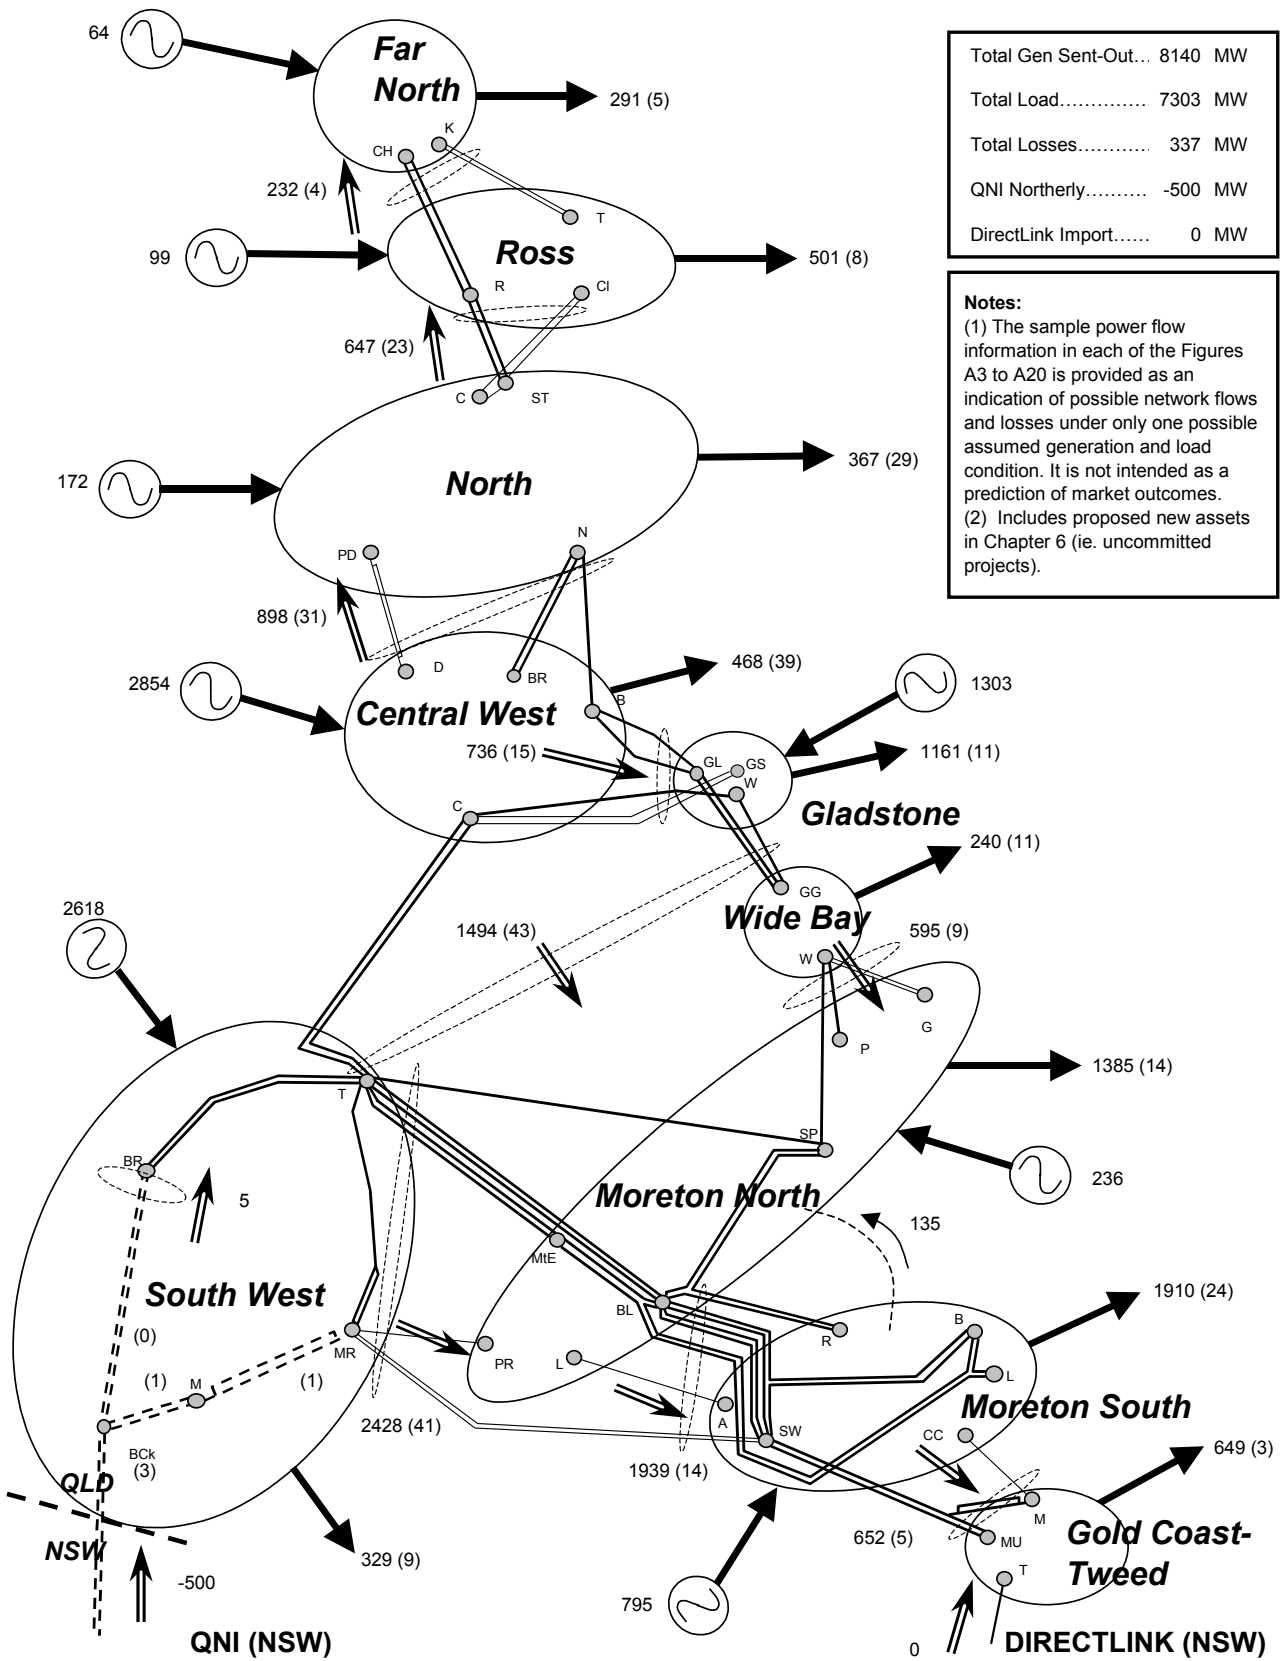 64
Far
North
291 (5)
K
CH
232 (4)
T
99
Ross
501 (8)
R
CI
647 (23)
C
ST
172
North
367 (29)
N
PD
898 (31)
D
BR
468 (39)
2854
B
1303
Central West
736 (15)
GL
GS
W
1161 (11)
C
Gladstone
240 (11)
GG
2618
Wide Bay
1494 (43)
595 (9)
W
G
P
1385 (14)
T
SP
BR
236
5
Moreton North
135
MtE
South West
1910 (24)
BL
(0)
R
B
MR
PR
L
L
(1)
M
(1)
A
Moreton South
2428 (41)
SW
CC
BCk
(3)
1939 (14)
649 (3)
QLD
M
652 (5)
MU
Gold Coast-
Tweed
NSW
329 (9)
T
-500
795
QNI (NSW)
0
DIRECTLINK (NSW)
Total Gen Sent-Out... 8140 MW
Total Load.............. 7303 MW
Total Losses............ 337 MW
QNI Northerly.......... -500 MW
DirectLink Import...... 0 MW
Notes:
(1) The sample power flow
information in each of the Figures
A3 to A20 is provided as an
indication of possible network flows
and losses under only one possible
assumed generation and load
condition. It is not intended as a
prediction of market outcomes.
(2) Includes proposed new assets
in Chapter 6 (ie. uncommitted
projects).